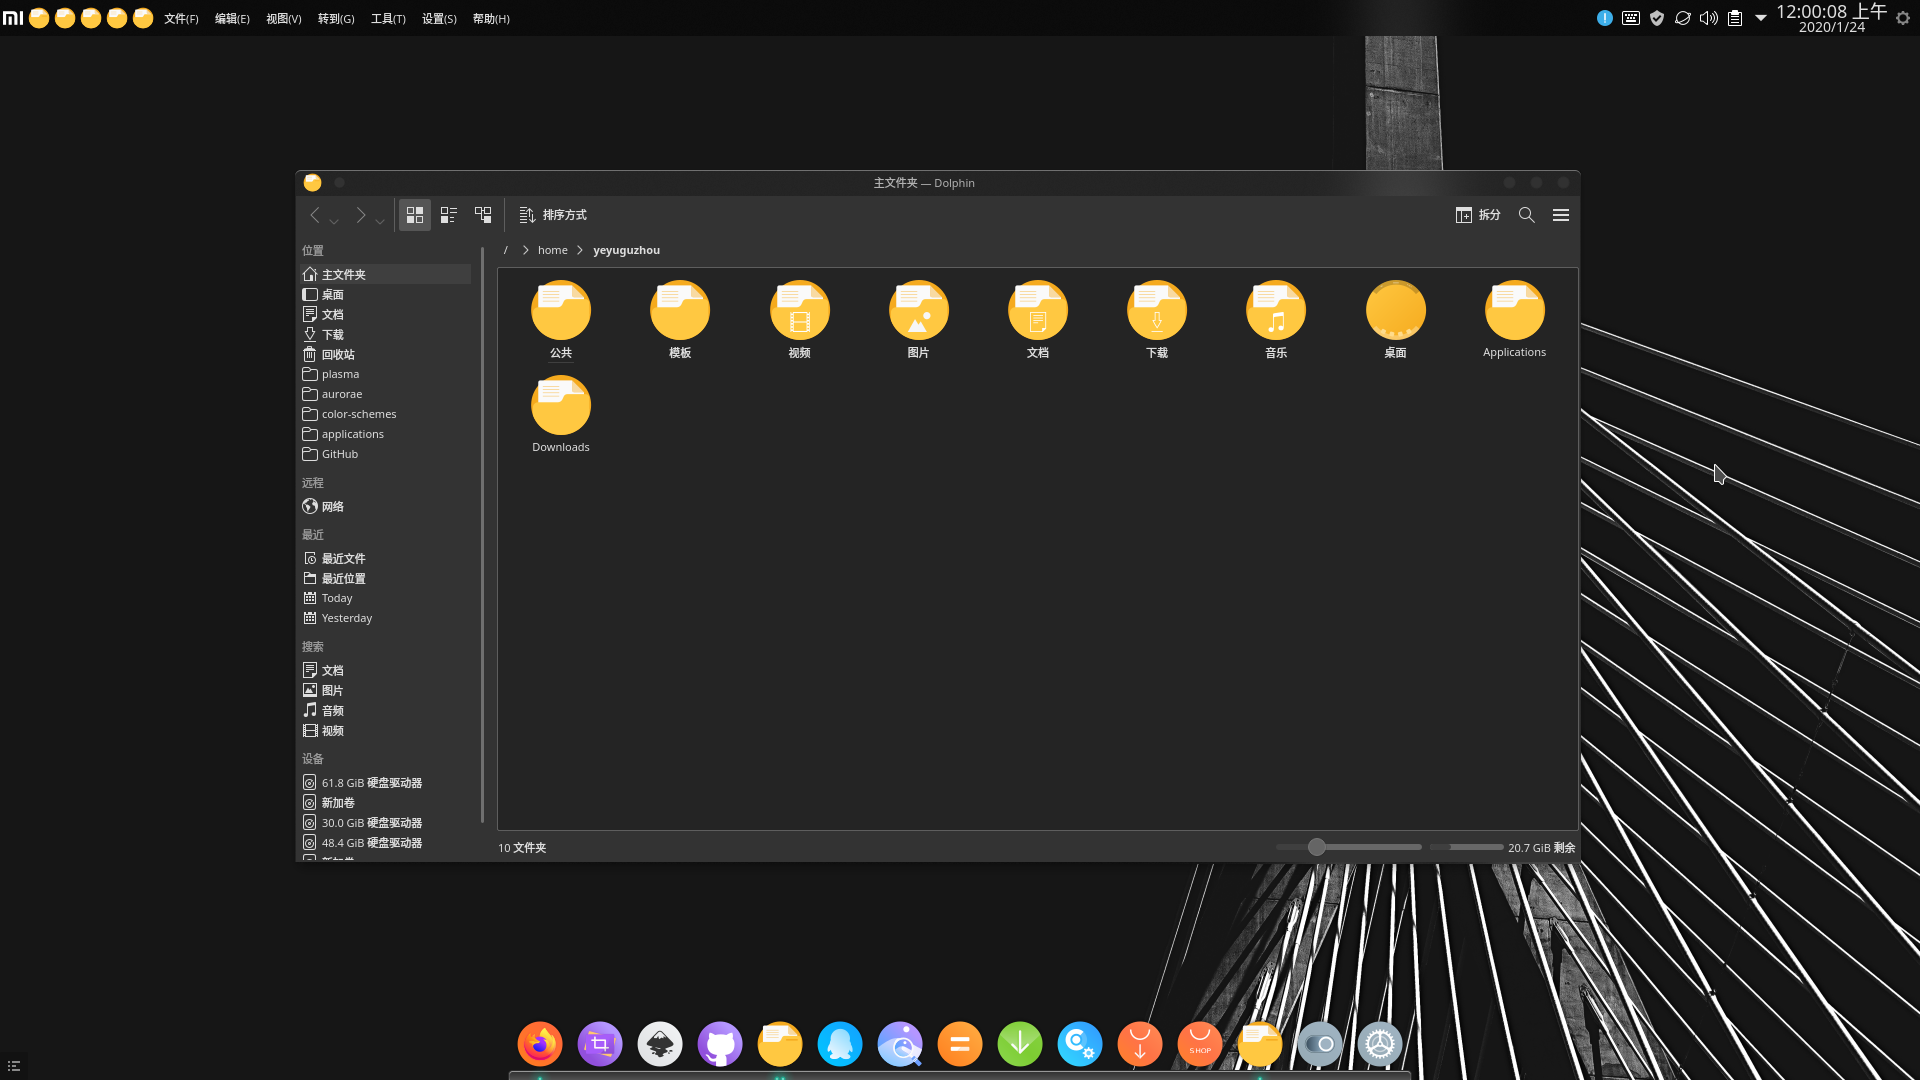 文件(F) 编辑(E) 视图(V) 转到(G) 工具(T) 设置(S) 帮助(H)
12:00:08 上午
2020/1/24
主文件夹 — Dolphin
排序方式
拆分
/ home yeyuguzhou
位置
主文件夹
桌面
文档
下载
回收站
plasma
aurorae
color-schemes
applications
GitHub
远程
网络
最近
最近文件
最近位置
Today
Yesterday
搜索
文档
图片
音频
视频
设备
61.8 GiB 硬盘驱动器
新加卷
30.0 GiB 硬盘驱动器
48.4 GiB 硬盘驱动器
公共 模板 视频 图片 文档 下载 音乐 桌面 Applications
Downloads
10 文件夹
20.7 GiB 剩余
SHOP